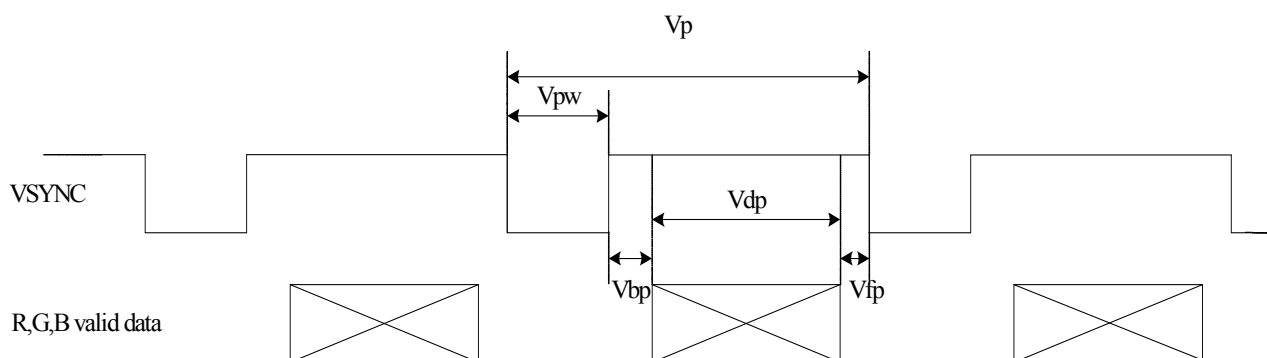 Vp
Vpw
VSYNC
Vdp
Vbp
Vfp
R,G,B valid data